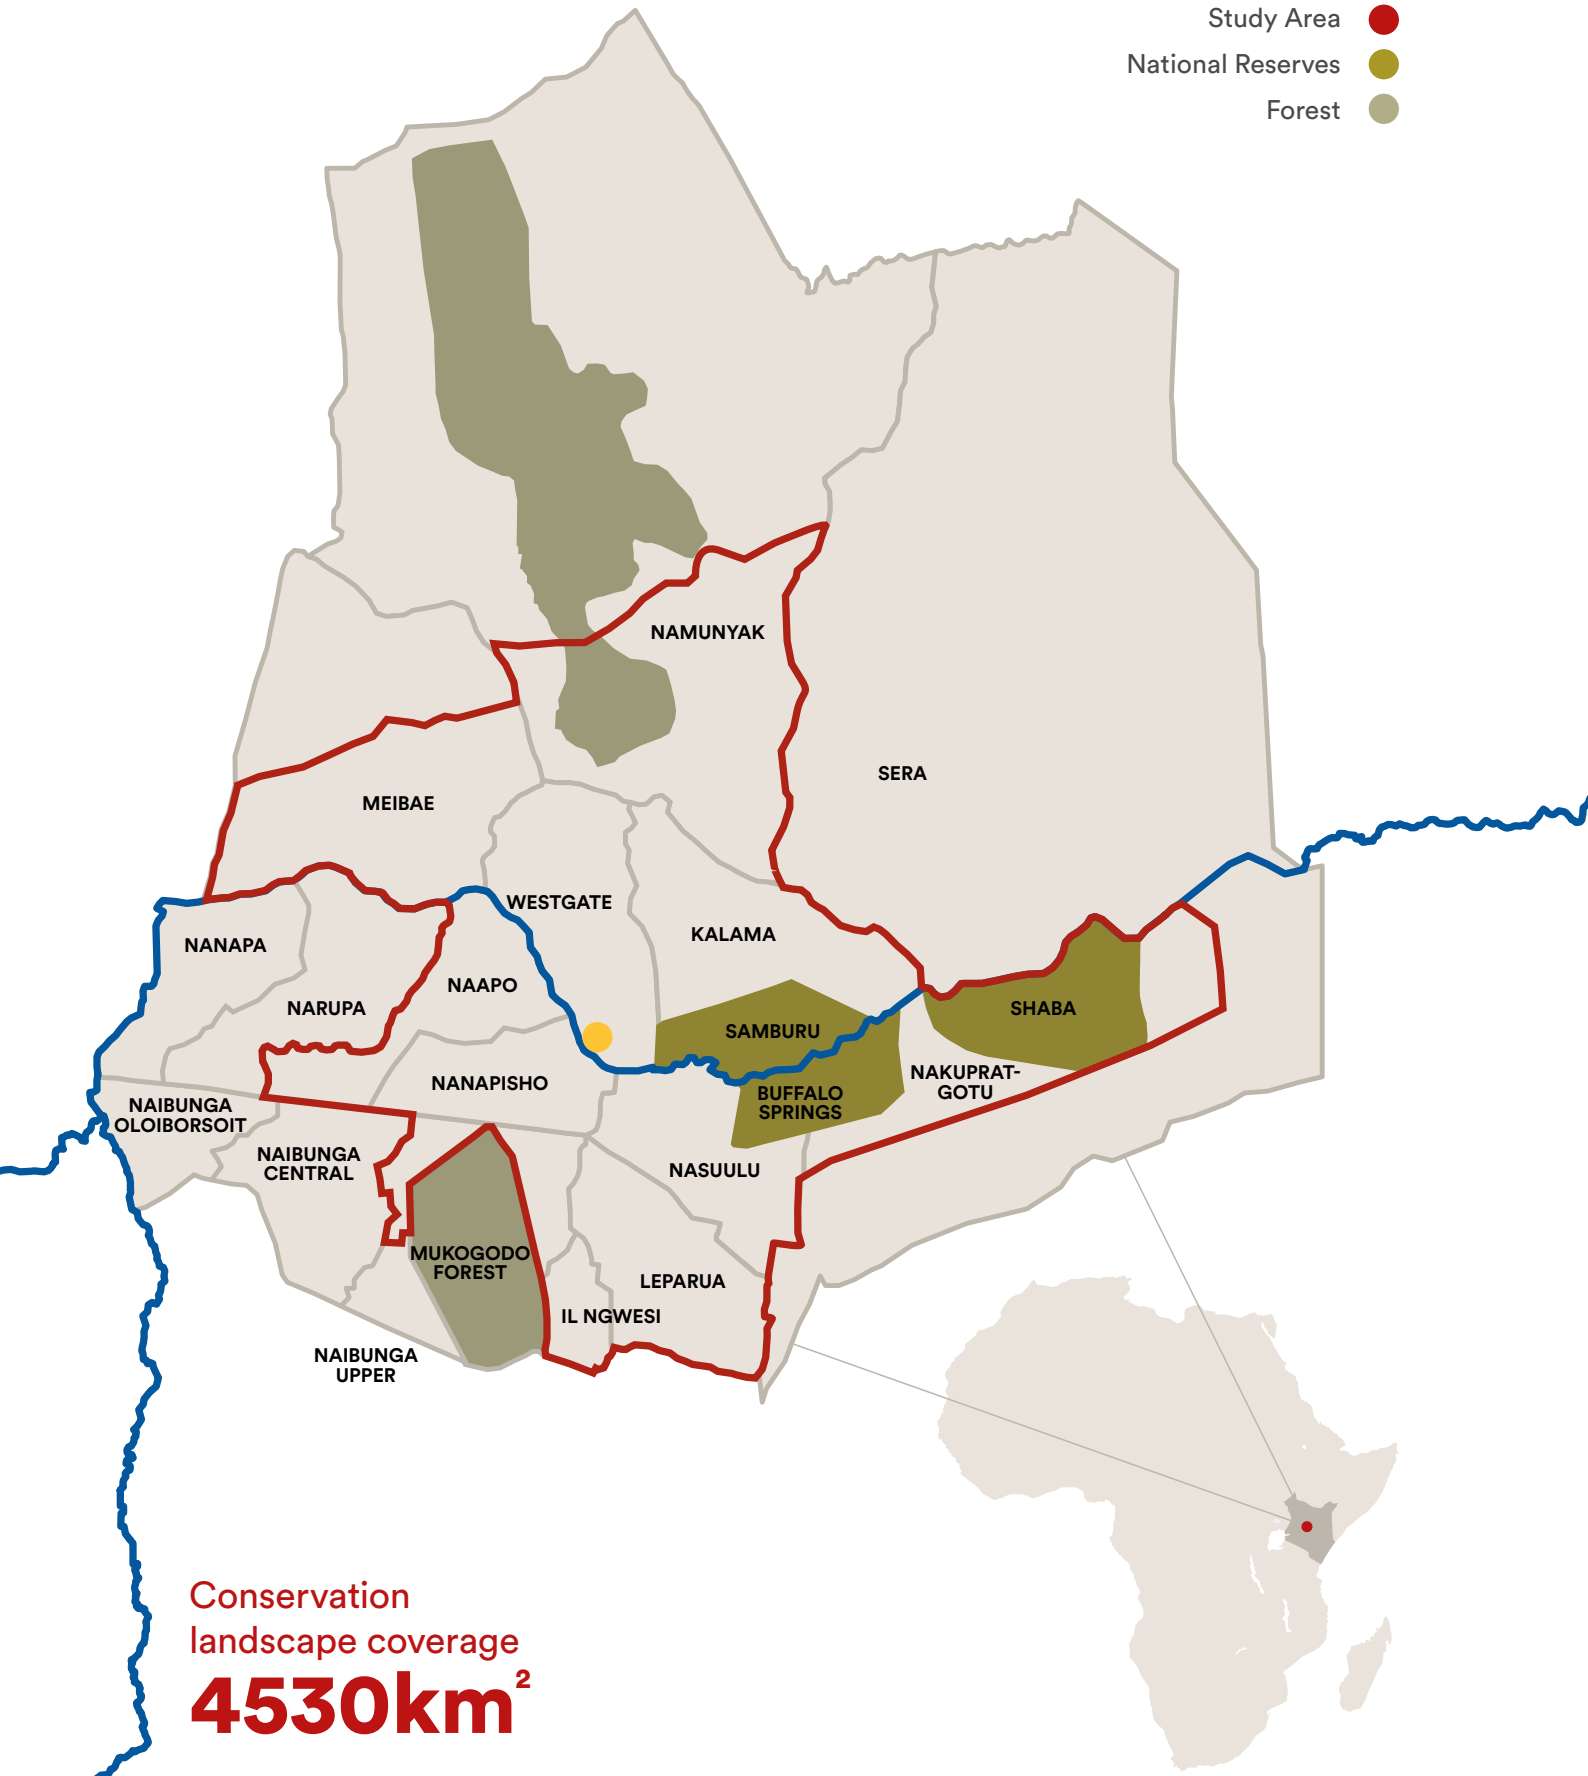 Study Area
National Reserves
Forest
NAMUNYAK
SERA
MEIBAE
WESTGATE
KALAMA
NANAPA
NAAPO
NARUPA
SHABA
SAMBURU
NANAPISHO
NAKUPRAT-
GOTU
BUFFALO
SPRINGS
NAIBUNGA
OLOIBORSOIT
NAIBUNGA
CENTRAL
NASUULU
MUKOGODO
FOREST
LEPARUA
IL NGWESI
NAIBUNGA
UPPER
Conservation
landscape coverage
4530km²